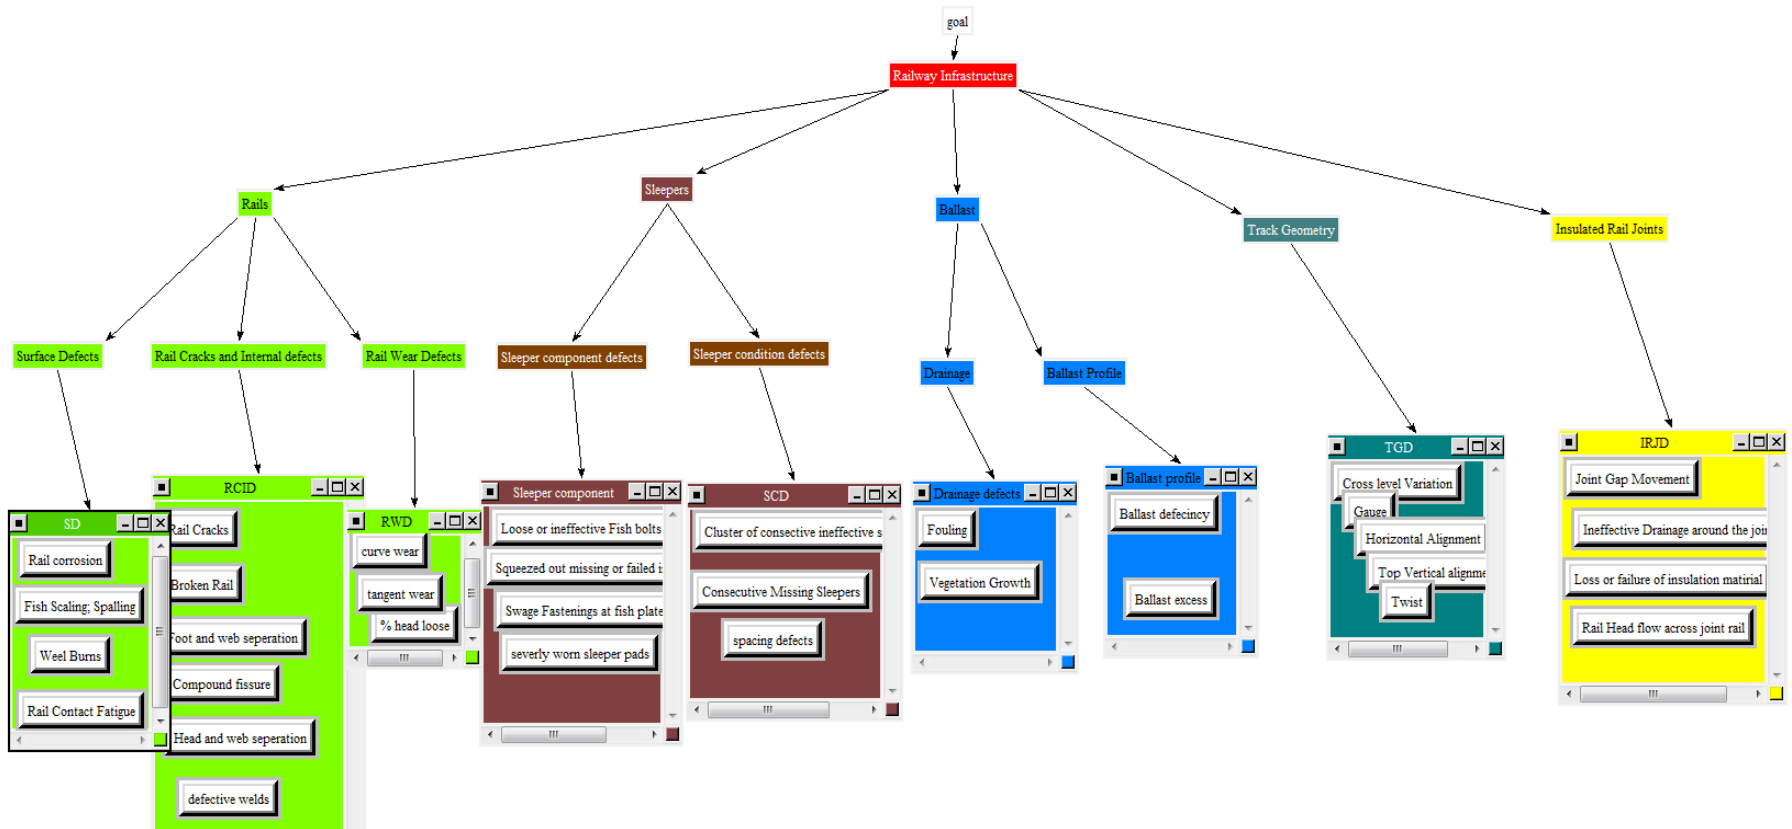 goal
Railway Infrastructure
Rails
Sleepers
Ballast
Track Geometry
Insulated Rail Joints
Surface Defects
Rail Cracks and Internal defects
Rail Wear Defects
Sleeper component defects
Sleeper condition defects
Drainage
Ballast Profile
SD
Rail corrosion
Fish Scaling; Spalling
Weel Burns
Rail Contact Fatigue
RCID
Rail Cracks
Broken Rail
Foot and web seperation
Compound fissure
Head and web seperation
defective welds
RWD
curve wear
tangent wear
% head loose
Sleeper component
Loose or ineffective Fish bolts
Squeezed out missing or failed i
Swage Fastenings at fish plate
severly worn sleeper pads
SCD
Cluster of consective ineffective s
Consecutive Missing Sleepers
spacing defects
Drainage defects
Fouling
Vegetation Growth
Ballast profile
Ballast defecincy
Ballast excess
TGD
Cross level Variation
Gauge
Horizontal Alignment
Top Vertical alignme
Twist
IRJD
Joint Gap Movement
Ineffective Drainage around the join
Loss or failure of insulation matirial
Rail Head flow across joint rail